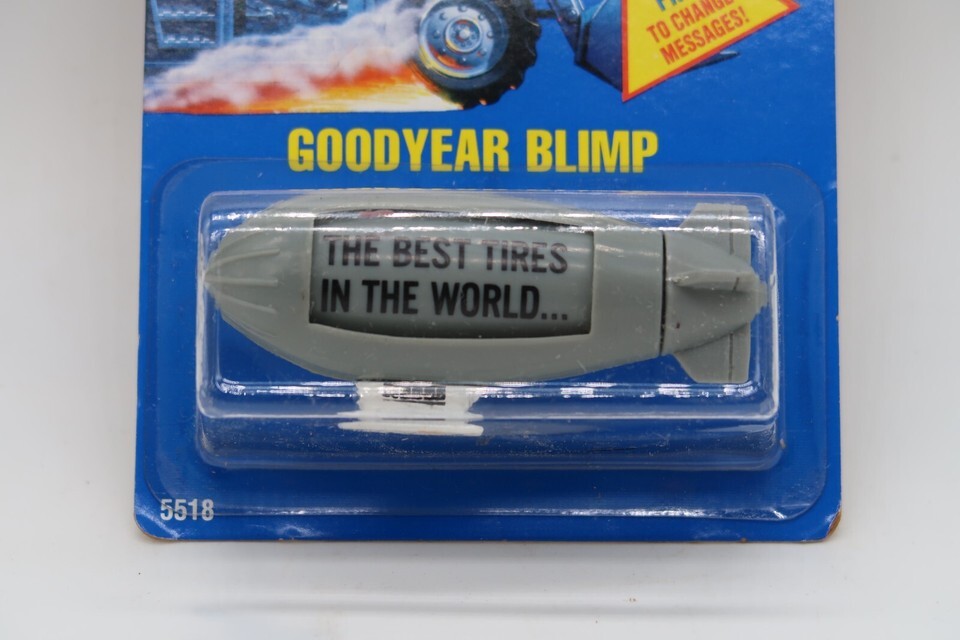 TO CHANGE
MESSAGES!
GOODYEAR BLIMP
THE BEST TIRES
IN THE WORLD...
5518